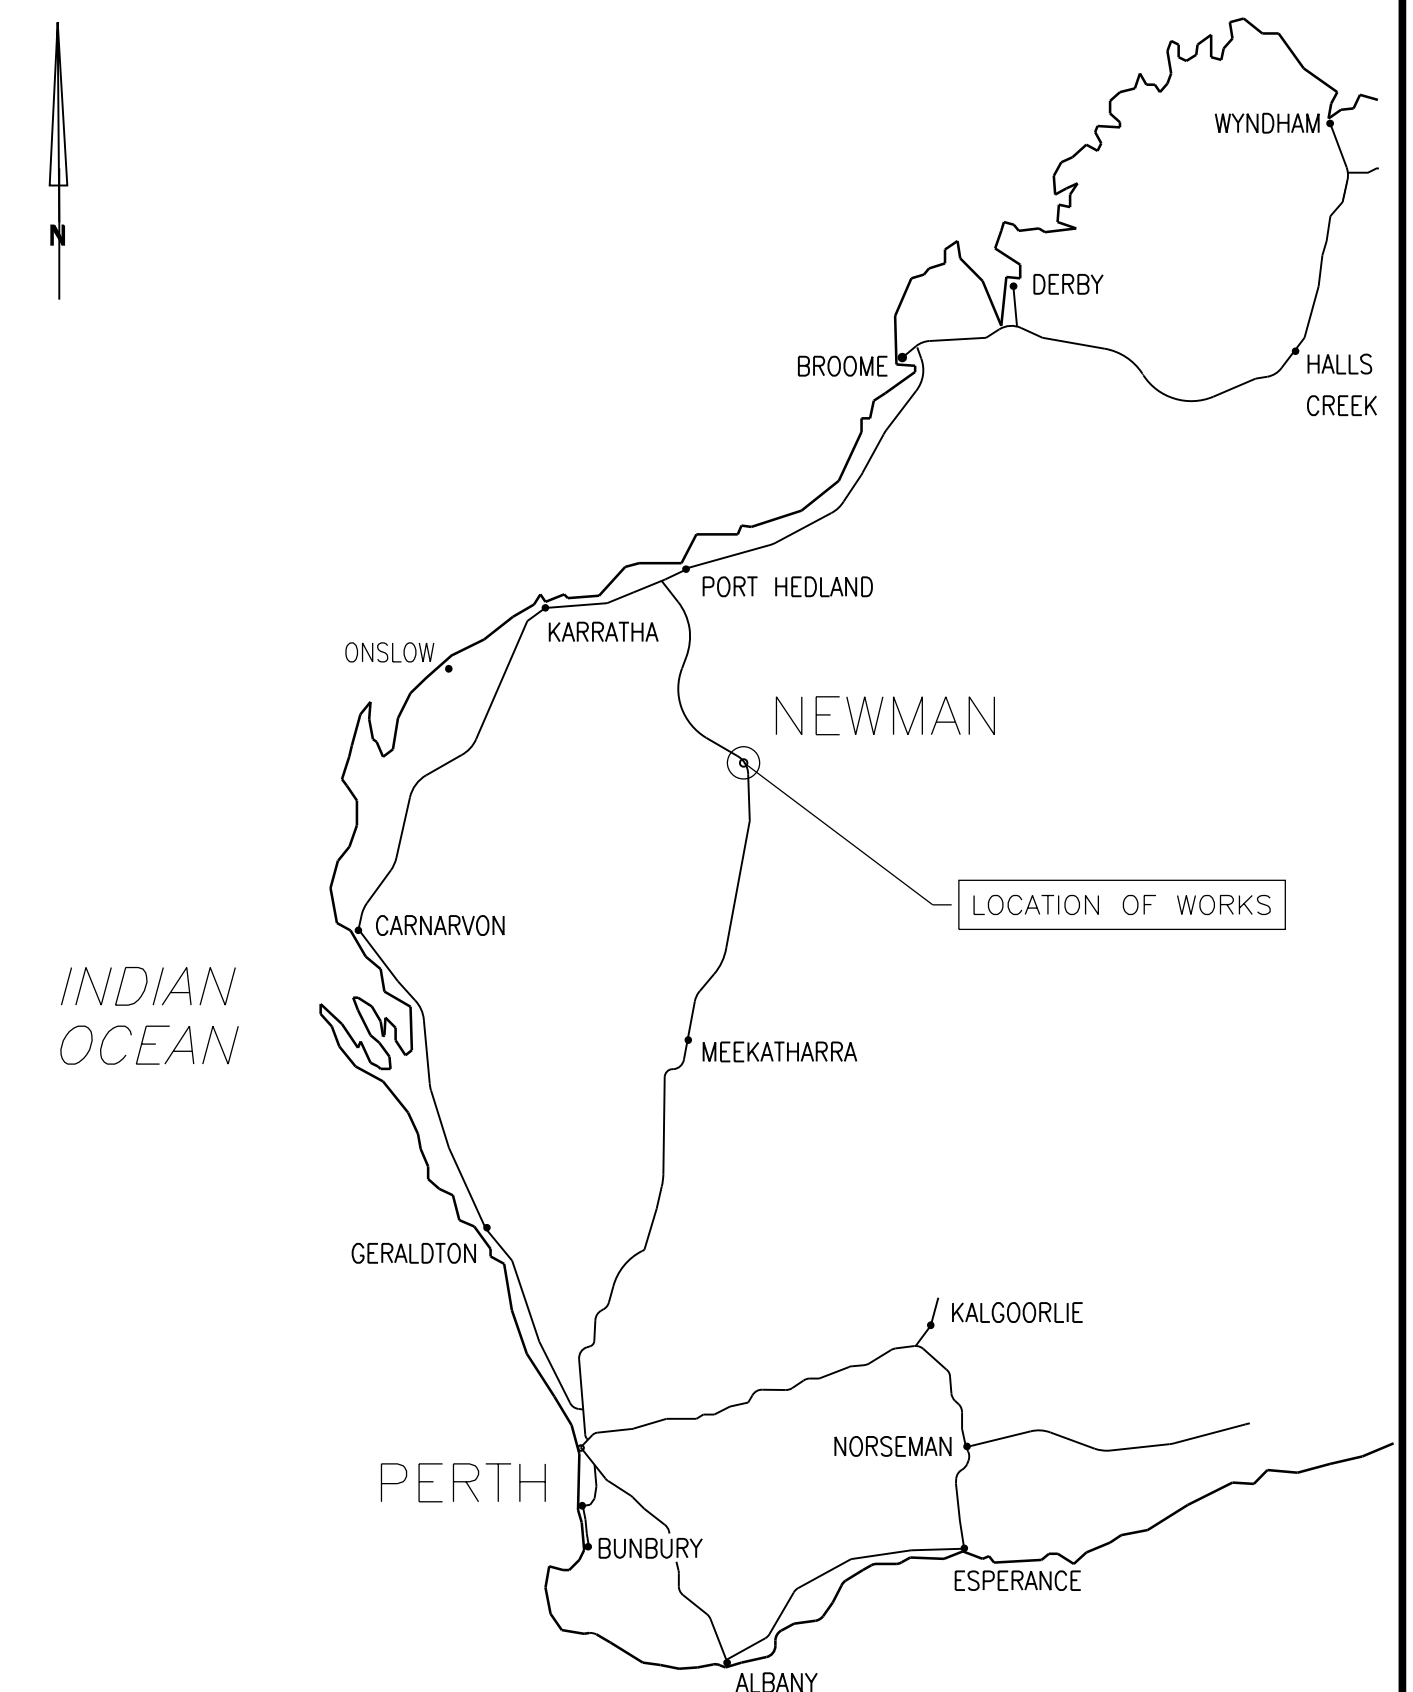 WYNDHAM
N
DERBY
BROOME
HALLS
CREEK
PORT HEDLAND
KARRATHA
ONSLOW
NEWMAN
LOCATION OF WORKS
CARNARVON
INDIAN
OCEAN
MEEKATHARRA
GERALDTON
KALGOORLIE
NORSEMAN
PERTH
BUNBURY
ESPERANCE
ALBANY